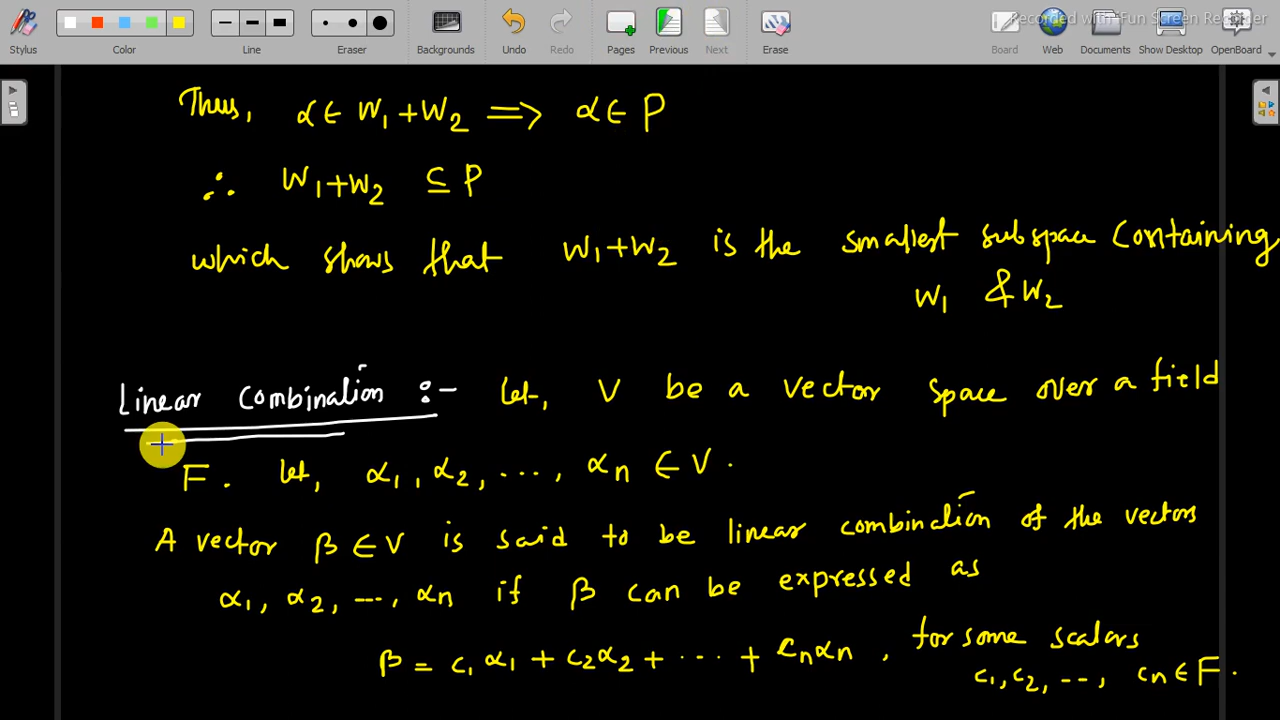 Stylus Color Line Eraser Backgrounds Undo Redo Pages Previous Next Erase Board Web Documents Show Desktop OpenBoard
Recorded with iFun Screen Recorder
Thus, α ∈ W₁+W₂ ⟹ α ∈ P
∴ W₁+W₂ ⊆ P
which shows that W₁+W₂ is the smallest subspace containing
W₁ & W₂
Linear Combination :- let, V be a vector space over a field
F. let, α₁, α₂, ..., αₙ ∈ V.
A vector β ∈ V is said to be linear combination of the vectors
α₁, α₂, ..., αₙ if β can be expressed as
β = c₁α₁ + c₂α₂ + ... + cₙαₙ, for some scalars
c₁, c₂, ..., cₙ ∈ F.